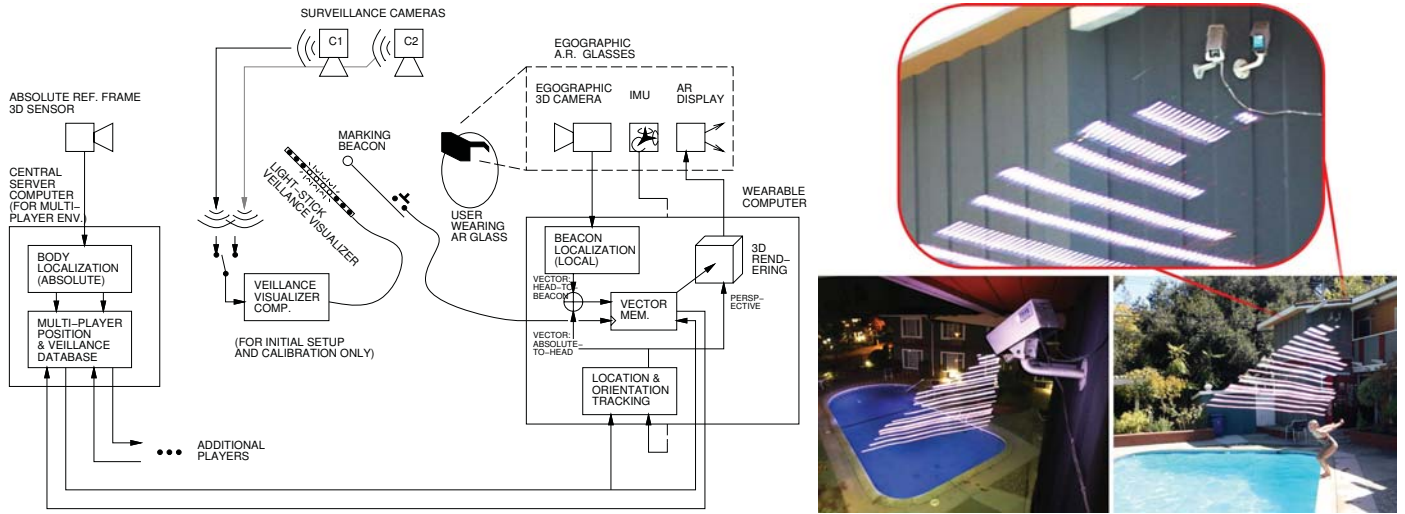 SURVEILLANCE CAMERAS
C1
C2
ABSOLUTE REF. FRAME
3D SENSOR
CENTRAL
SERVER
COMPUTER
(FOR MULTI–
PLAYER ENV.)
BODY
LOCALIZATION
(ABSOLUTE)
MULTI–PLAYER
POSITION
& VEILLANCE
DATABASE
ADDITIONAL
PLAYERS
VEILLANCE
VISUALIZER
COMP.
(FOR INITIAL SETUP
AND CALIBRATION ONLY)
LIGHT–STICK
VEILLANCE VISUALIZER
MARKING
BEACON
USER
WEARING
AR GLASS
EGOGRAPHIC
A.R. GLASSES
EGOGRAPHIC
3D CAMERA
IMU
AR
DISPLAY
WEARABLE
COMPUTER
BEACON
LOCALIZATION
(LOCAL)
VECTOR:
HEAD–TO–
BEACON
VECTOR
MEM.
3D
REND–
ERING
PERSP–
ECTIVE
VECTOR:
ABSOLUTE–
TO–HEAD
LOCATION &
ORIENTATION
TRACKING